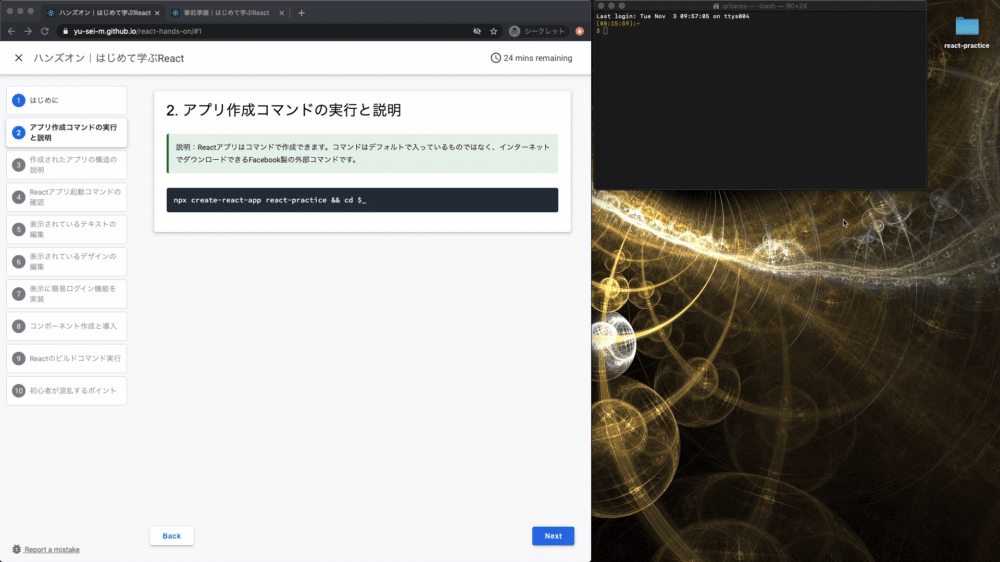 ハンズオン｜はじめて学ぶReact
事前準備｜はじめて学ぶReact
yu-sei-m.github.io/react-hands-on/#1
シークレット
ハンズオン｜はじめて学ぶReact
24 mins remaining
1 はじめに
2 アプリ作成コマンドの実行
と説明
3 作成されたアプリの構造の
説明
4 Reactアプリ起動コマンドの
確認
5 表示されているテキストの
編集
6 表示されているデザインの
編集
7 表示に簡易ログイン機能を
実装
8 コンポーネント作成と導入
9 Reactのビルドコマンド実行
10 初心者が混乱するポイント
2. アプリ作成コマンドの実行と説明
説明：Reactアプリはコマンドで作成できます。コマンドはデフォルトで入っているものではなく、インターネット
でダウンロードできるFacebook製の外部コマンドです。
npx create-react-app react-practice && cd $_
Back
Next
Report a mistake
–bash — 90×24
Last login: Tue Nov  3 09:57:05 on ttys004
[08:15:59]:~
$
react-practice